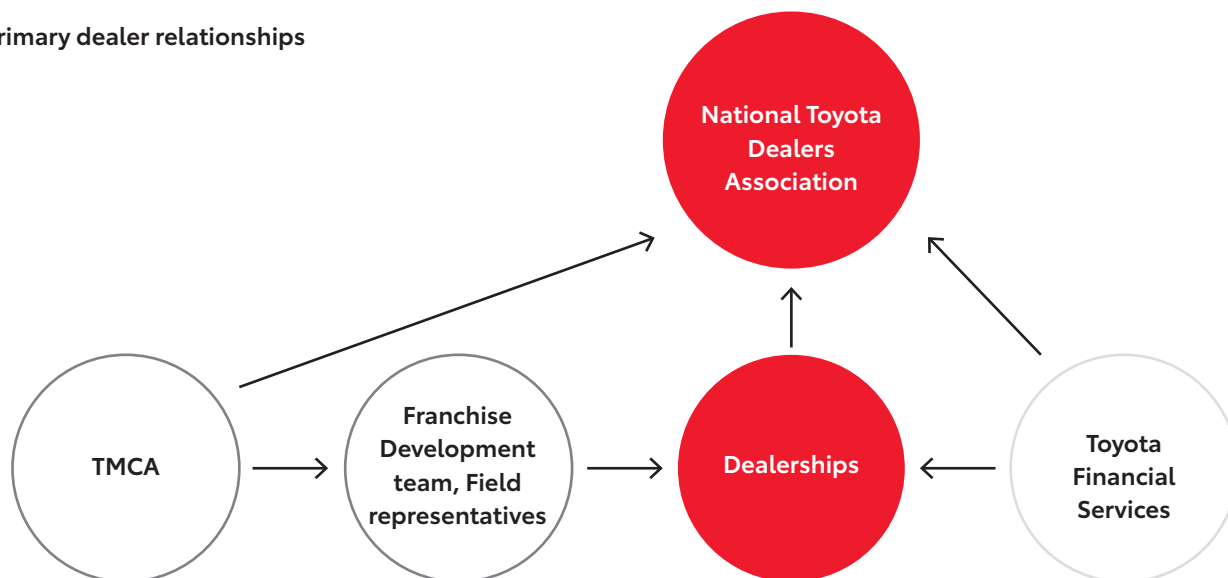 rimary dealer relationships
National Toyota
Dealers
Association
TMCA
Franchise
Development
team, Field
representatives
Dealerships
Toyota
Financial
Services